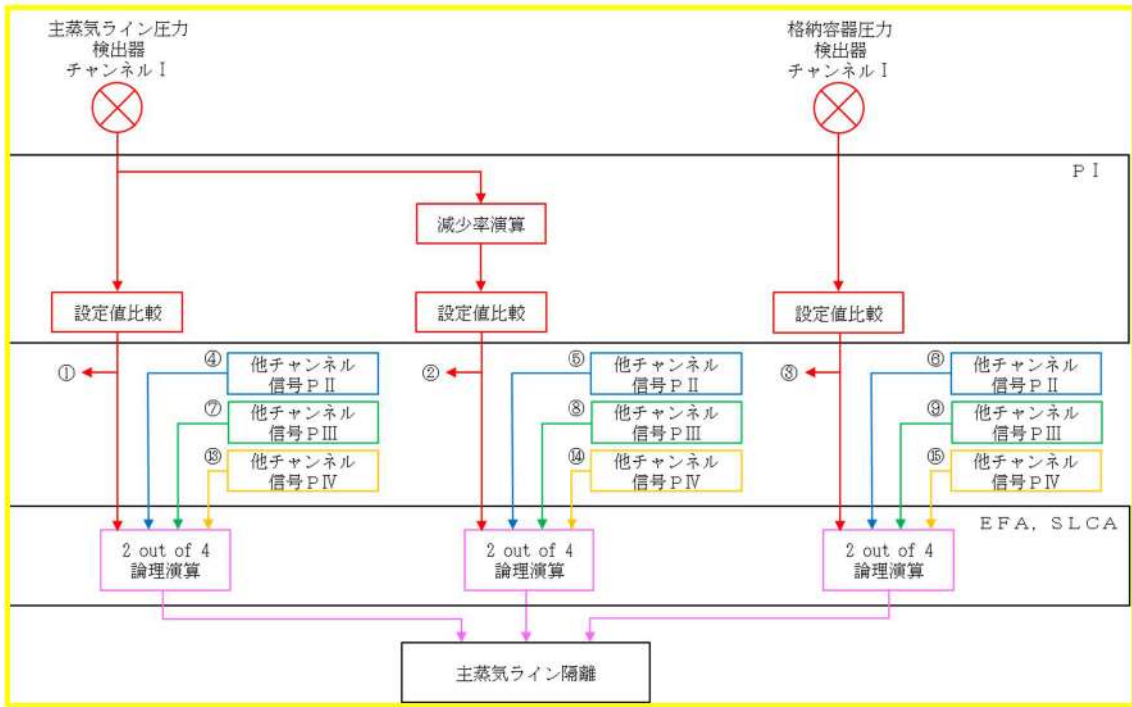 主蒸気ライン圧力
検出器
チャンネルⅠ
格納容器圧力
検出器
チャンネルⅠ
PⅠ
減少率演算
設定値比較
設定値比較
設定値比較
①
④
他チャンネル
信号PⅡ
⑦
他チャンネル
信号PⅢ
⑬
他チャンネル
信号PⅣ
②
⑤
他チャンネル
信号PⅡ
⑧
他チャンネル
信号PⅢ
⑭
他チャンネル
信号PⅣ
③
⑥
他チャンネル
信号PⅡ
⑨
他チャンネル
信号PⅢ
⑮
他チャンネル
信号PⅣ
EFA, SLCA
2 out of 4
論理演算
2 out of 4
論理演算
2 out of 4
論理演算
主蒸気ライン隔離